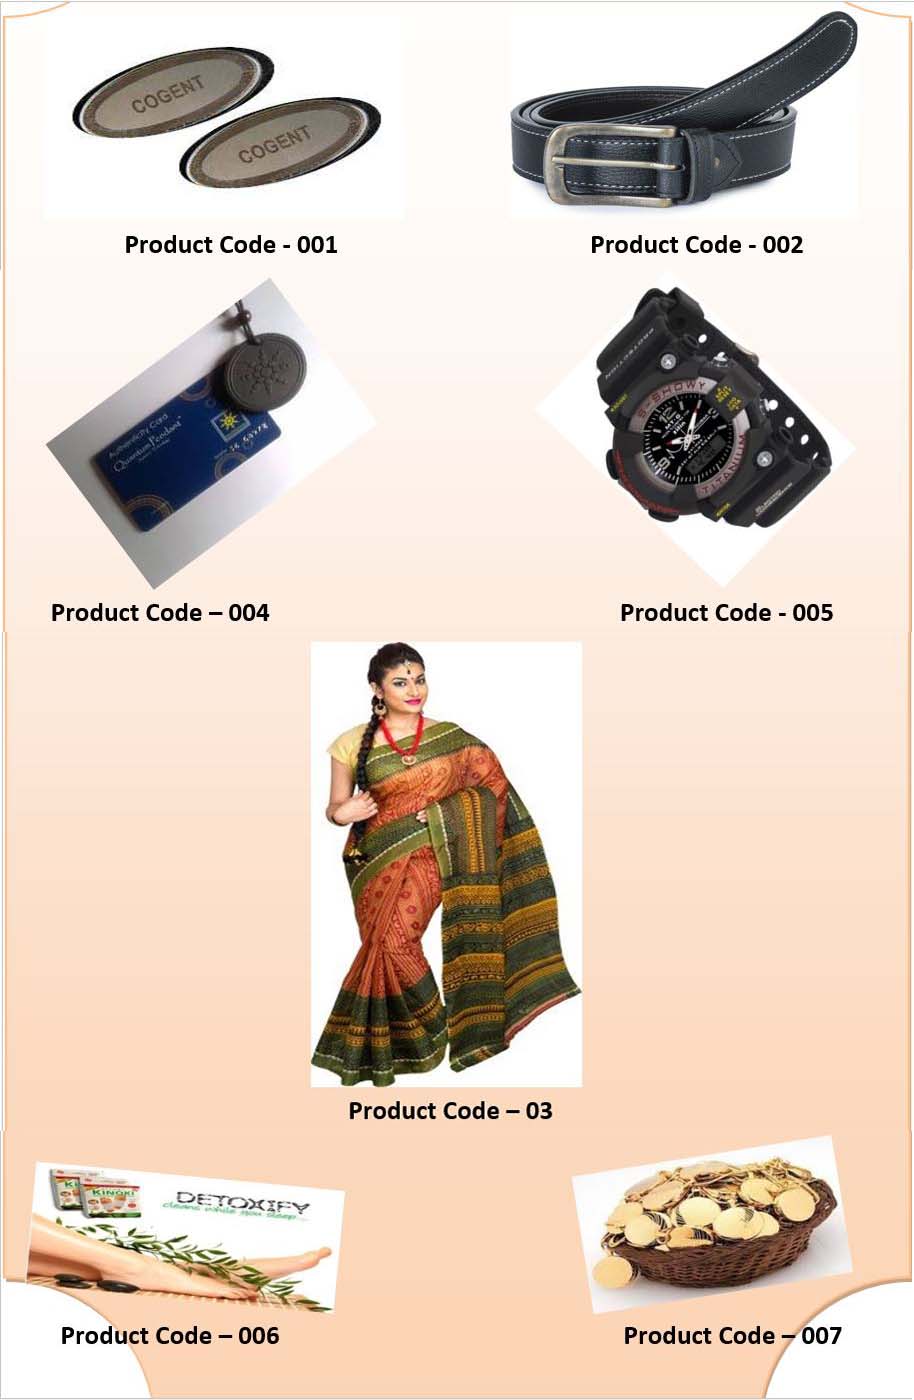 COGENT
COGENT
Product Code - 001
Product Code - 002
Authenticity Card
Quantum Pendant
Product Code – 004
PROTECTION
S-SHOWY
TITANIUM
Product Code - 005
Product Code – 03
KINOKI
DETOXIFY
cleans while you sleep...
Product Code – 006
Product Code – 007